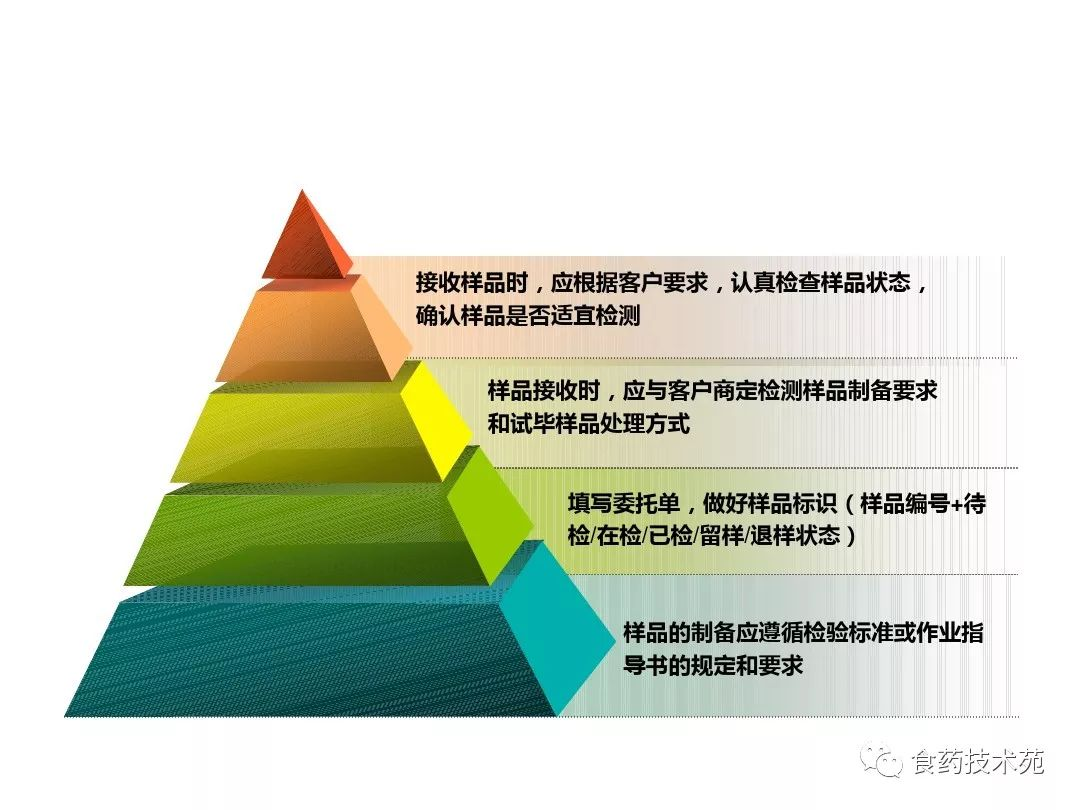 接收样品时，应根据客户要求，认真检查样品状态，
确认样品是否适宜检测
样品接收时，应与客户商定检测样品制备要求
和试毕样品处理方式
填写委托单，做好样品标识（样品编号+待
检/在检/已检/留样/退样状态）
样品的制备应遵循检验标准或作业指
导书的规定和要求
食药技术苑